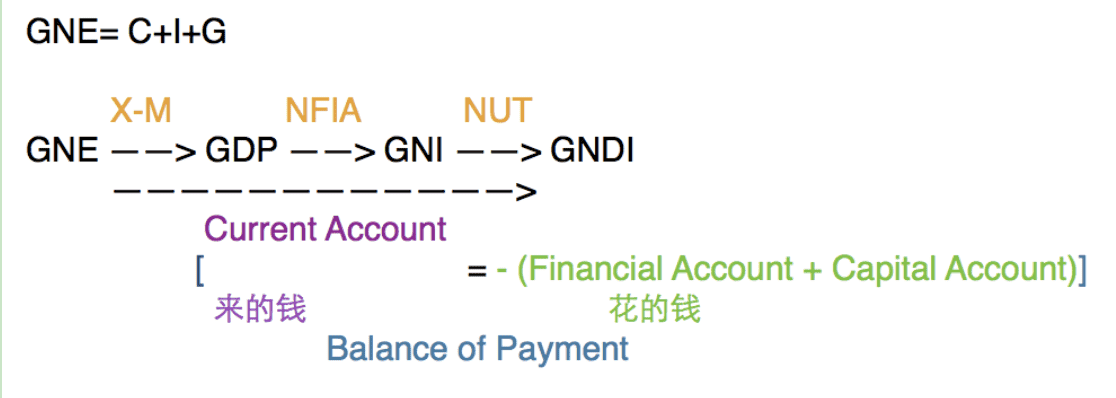 GNE= C+I+G
X-M NFIA NUT
GNE ——> GDP ——> GNI ——> GNDI
————————————>
Current Account
[ = - (Financial Account + Capital Account)]
来的钱 花的钱
Balance of Payment